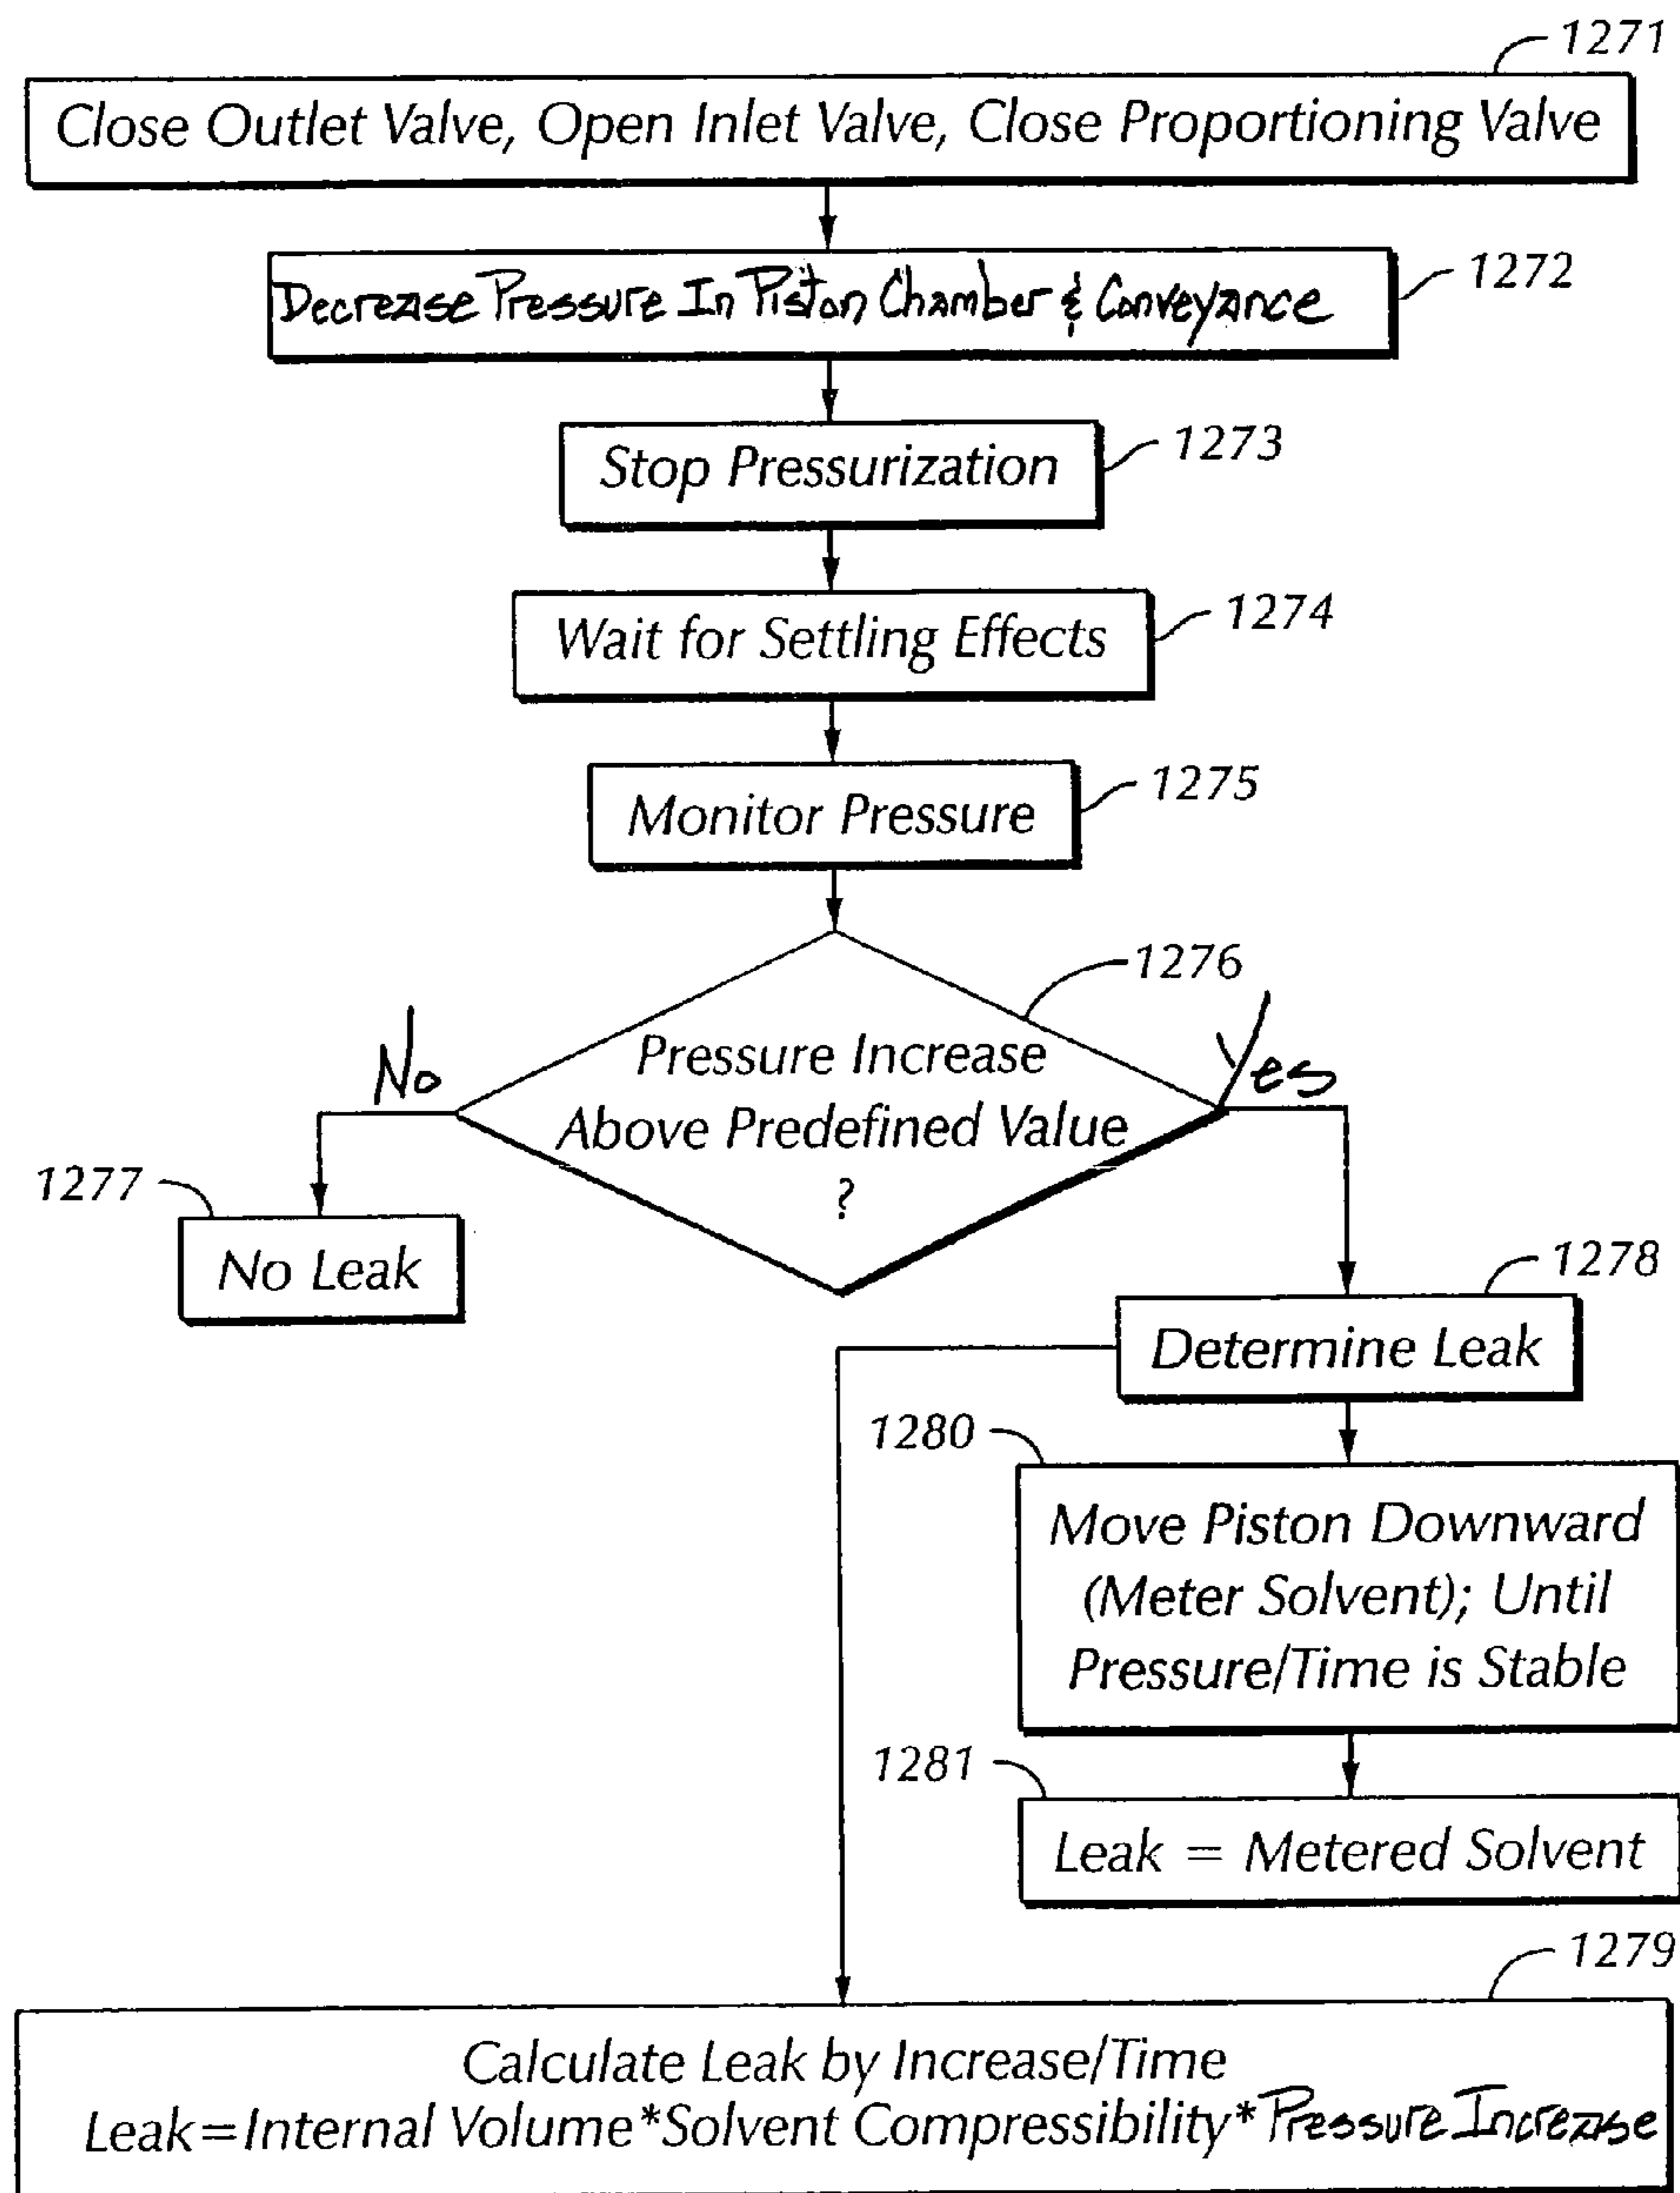 1271
Close Outlet Valve, Open Inlet Valve, Close Proportioning Valve
1272
Decrease Pressure In Piston Chamber & Conveyance
1273
Stop Pressurization
1274
Wait for Settling Effects
1275
Monitor Pressure
1276
Pressure Increase
Above Predefined Value
?
No
Yes
1277
No Leak
1278
Determine Leak
1280
Move Piston Downward
(Meter Solvent); Until
Pressure/Time is Stable
1281
Leak = Metered Solvent
1279
Calculate Leak by Increase/Time
Leak=Internal Volume*Solvent Compressibility*Pressure Increase